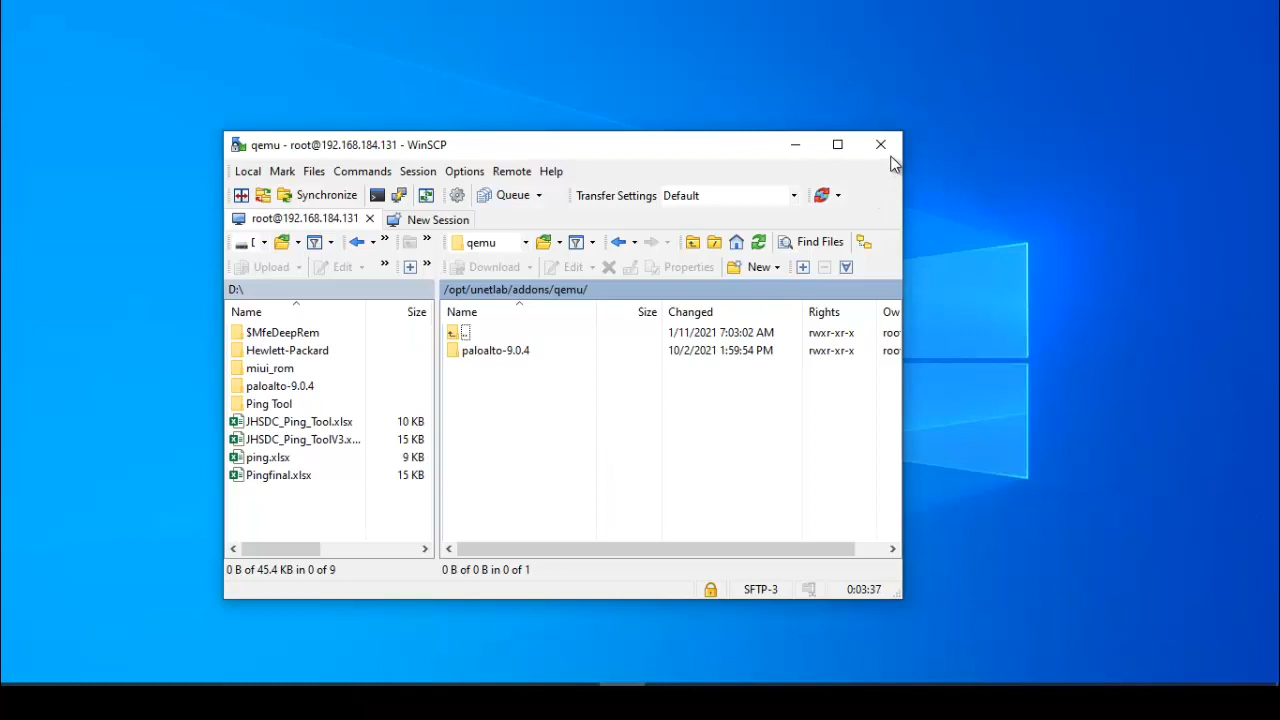 qemu - root@192.168.184.131 - WinSCP
Local Mark Files Commands Session Options Remote Help
Synchronize Queue Transfer Settings Default
root@192.168.184.131 New Session
qemu Find Files
Upload Edit Download Edit Properties New
D:\ /opt/unetlab/addons/qemu/
Name Size Name Size Changed Rights
$MfeDeepRem .. 1/11/2021 7:03:02 AM rwxr-xr-x
Hewlett-Packard paloalto-9.0.4 10/2/2021 1:59:54 PM rwxr-xr-x
miui_rom
paloalto-9.0.4
Ping Tool
JHSDC_Ping_Tool.xlsx 10 KB
JHSDC_Ping_ToolV3.x... 15 KB
ping.xlsx 9 KB
Pingfinal.xlsx 15 KB
0 B of 45.4 KB in 0 of 9 0 B of 0 B in 0 of 1
SFTP-3 0:03:37